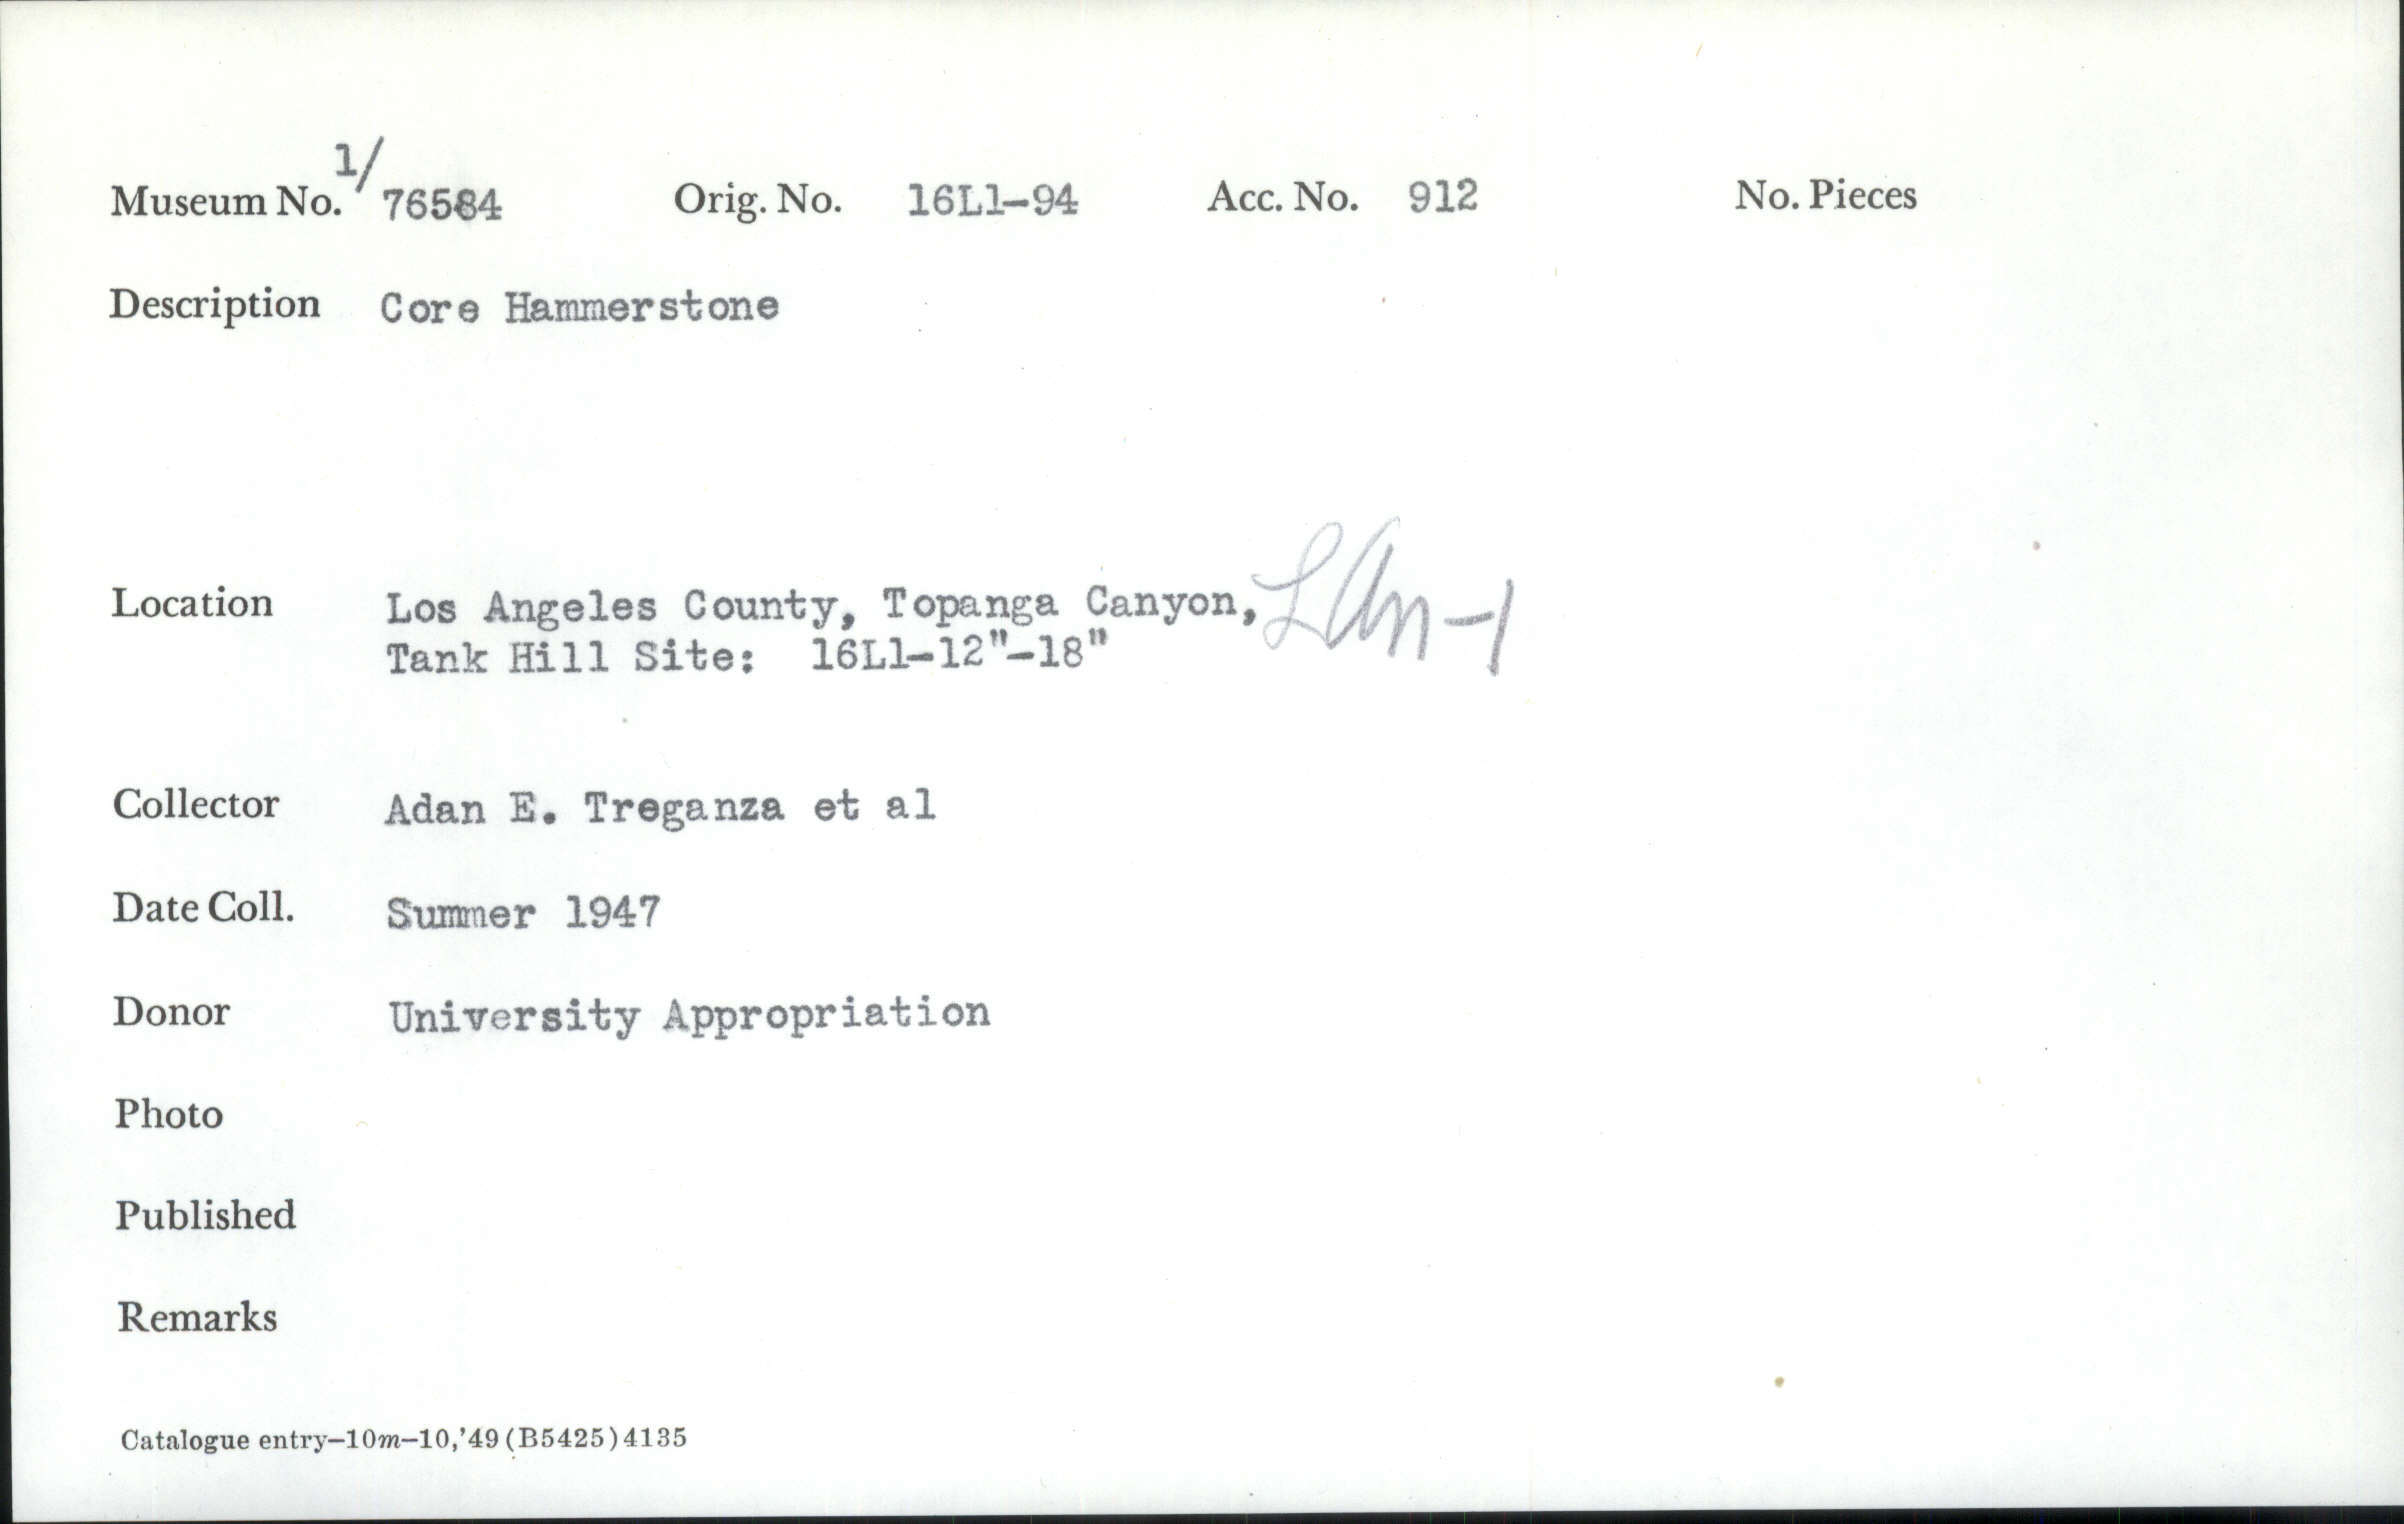 Museum No. 1/76584 Orig. No. 16L1-94 Acc. No. 912 No. Pieces
Description Core Hammerstone
Location Los Angeles County, Topanga Canyon, LAn-1
Tank Hill Site: 16L1-12"-18"
Collector Adan E. Treganza et al
Date Coll. Summer 1947
Donor University Appropriation
Photo
Published
Remarks
Catalogue entry-10m-10,'49(B5425)4135